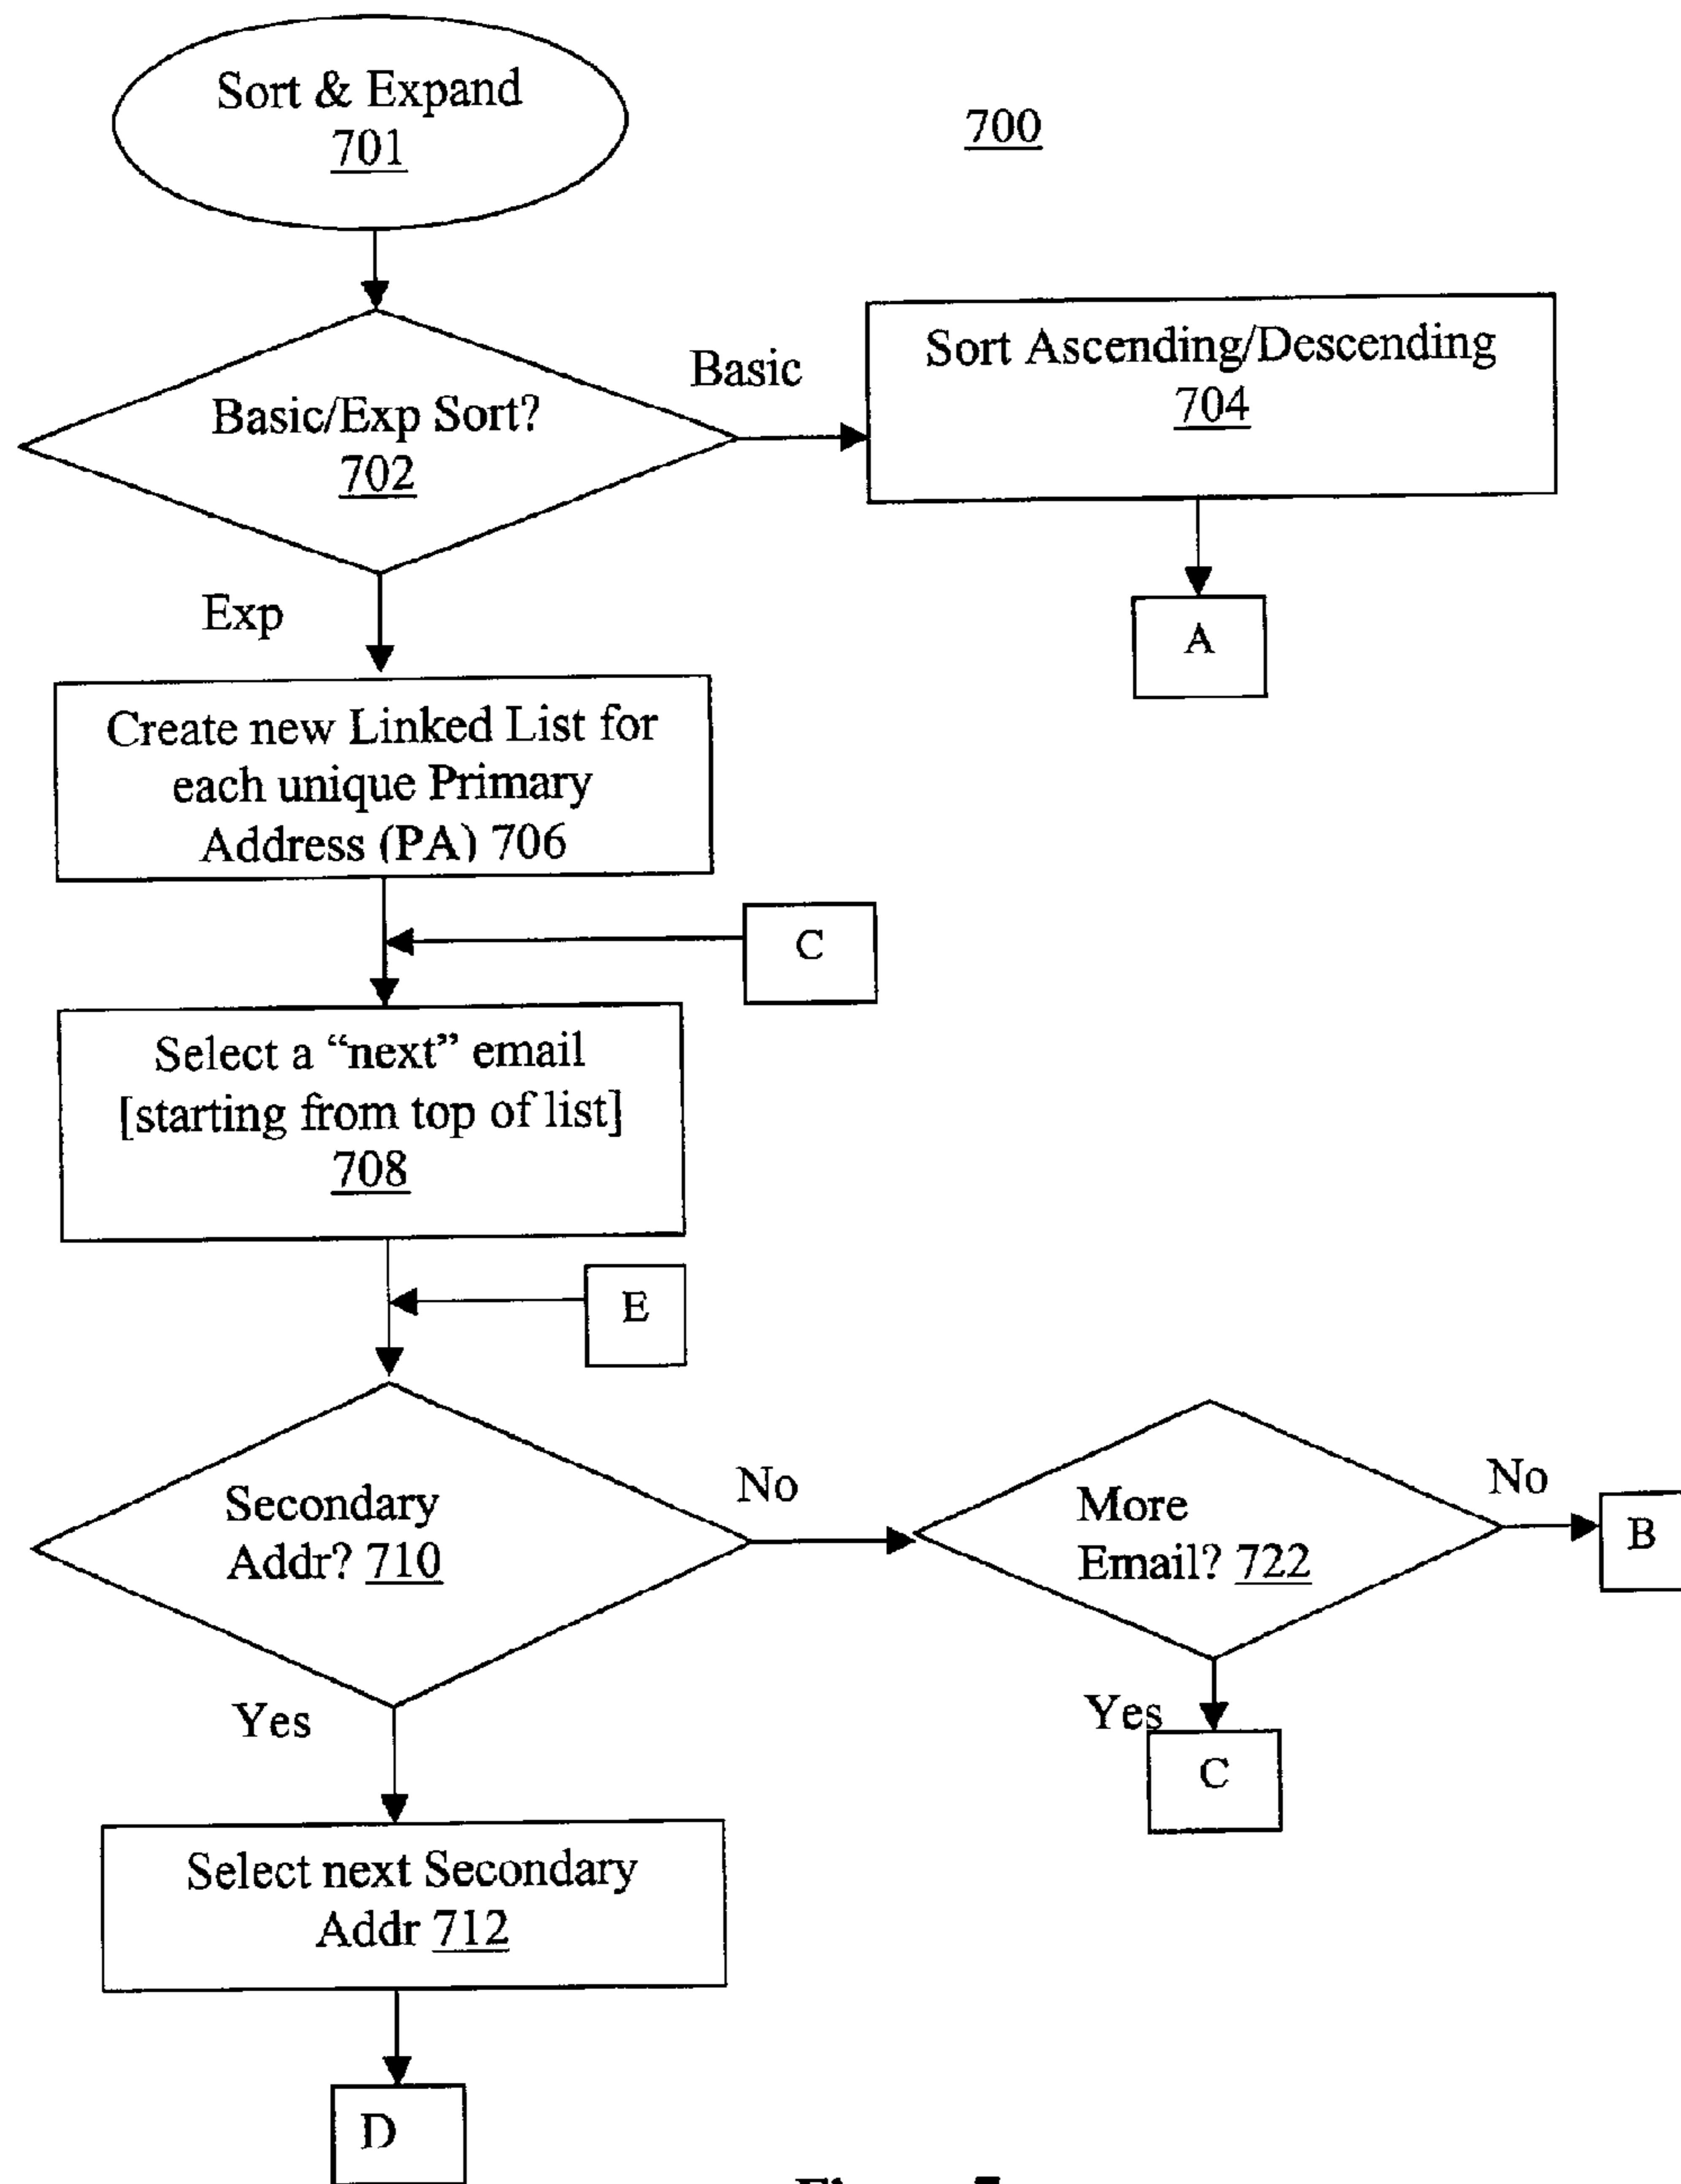 Sort & Expand
701
700
Basic/Exp Sort?
702
Basic
Sort Ascending/Descending
704
A
Exp
Create new Linked List for
each unique Primary
Address (PA) 706
C
Select a “next” email
[starting from top of list]
708
E
Secondary
Addr? 710
No
More
Email? 722
No
B
Yes
Yes
C
Select next Secondary
Addr 712
D